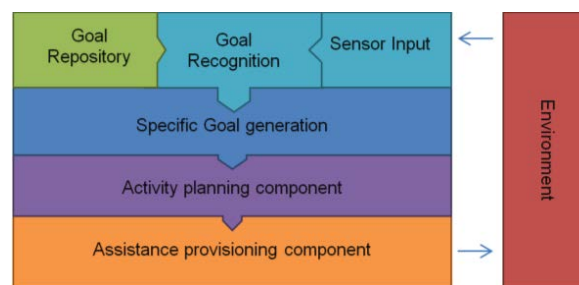 Goal
Repository
Goal
Recognition
Sensor Input
Specific Goal generation
Activity planning component
Assistance provisioning component
Environment